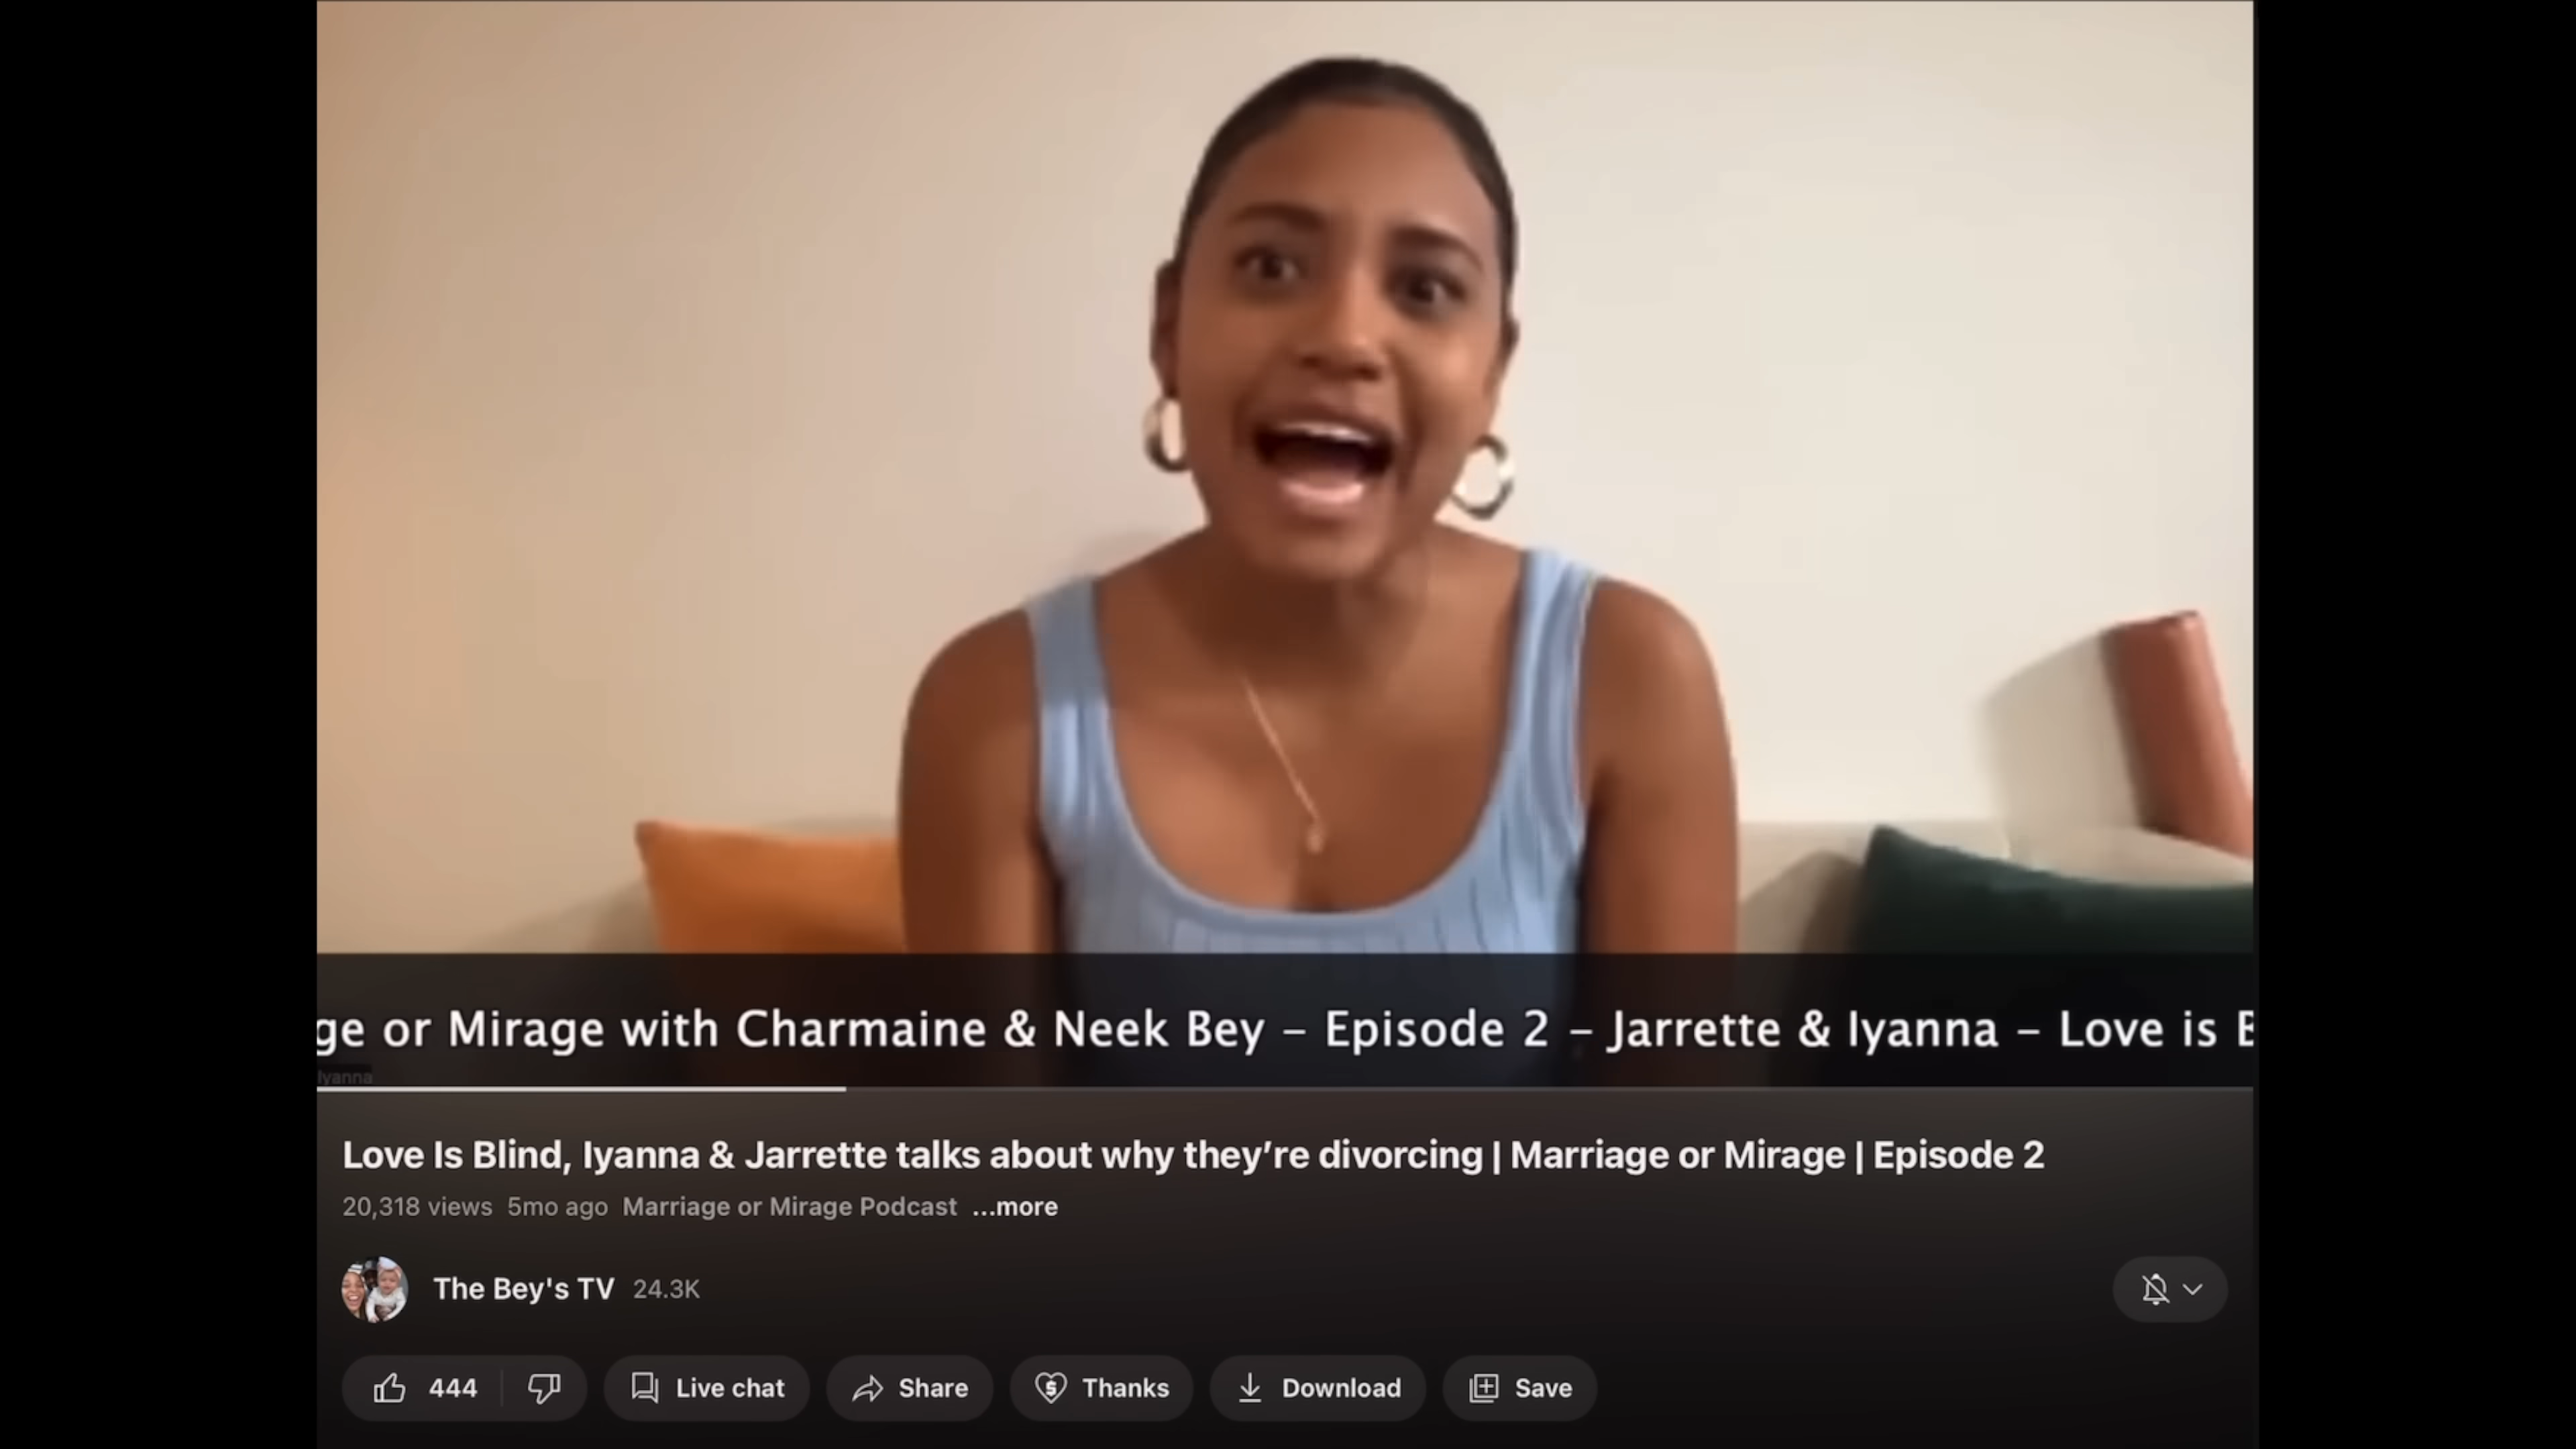 ge or Mirage with Charmaine & Neek Bey – Episode 2 – Jarrette & Iyanna – Love is B
Iyanna
Love Is Blind, Iyanna & Jarrette talks about why they’re divorcing | Marriage or Mirage | Episode 2
20,318 views 5mo ago Marriage or Mirage Podcast ...more
The Bey's TV 24.3K
444 Live chat Share Thanks Download Save